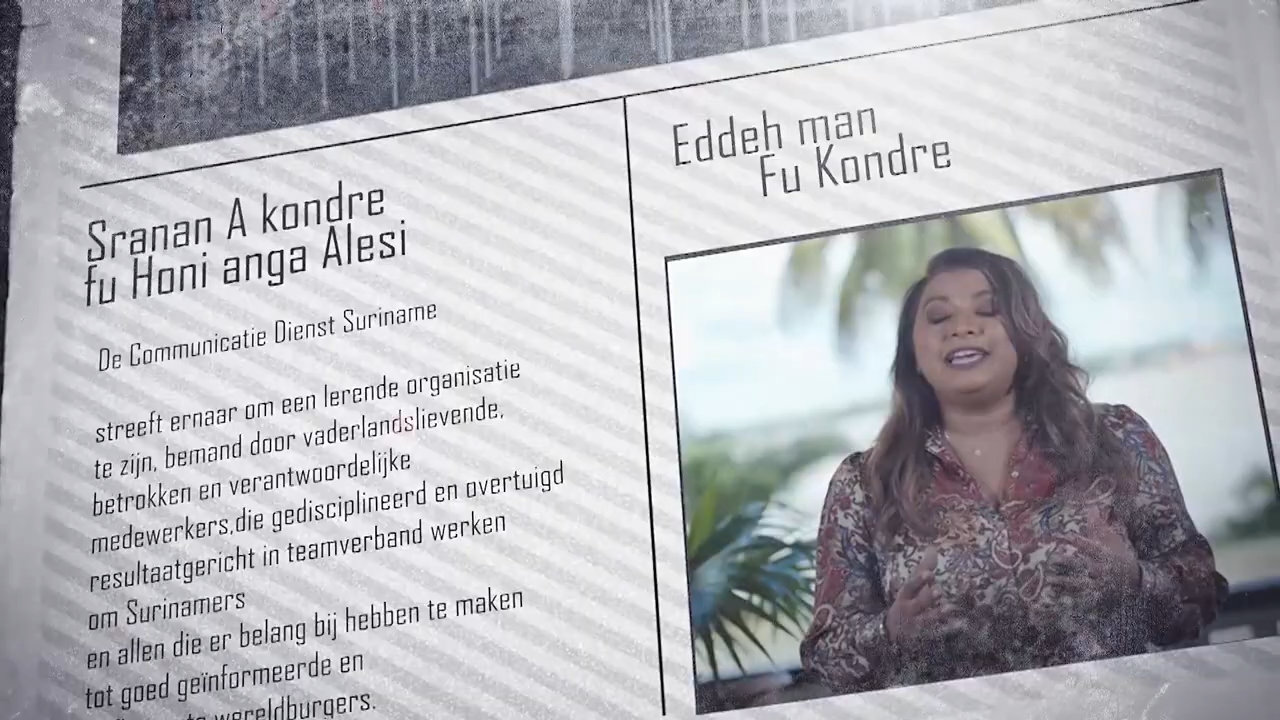 Sranan A kondre
fu Honi anga Alesi
De Communicatie Dienst Suriname
streeft ernaar om een lerende organisatie
te zijn, bemand door vaderlandslievende,
betrokken en verantwoordelijke
medewerkers,die gedisciplineerd en overtuigd
resultaatgericht in teamverband werken
om Surinamers
en allen die er belang bij hebben te maken
tot goed geïnformeerde en
wereldburgers.
Eddeh man
Fu Kondre